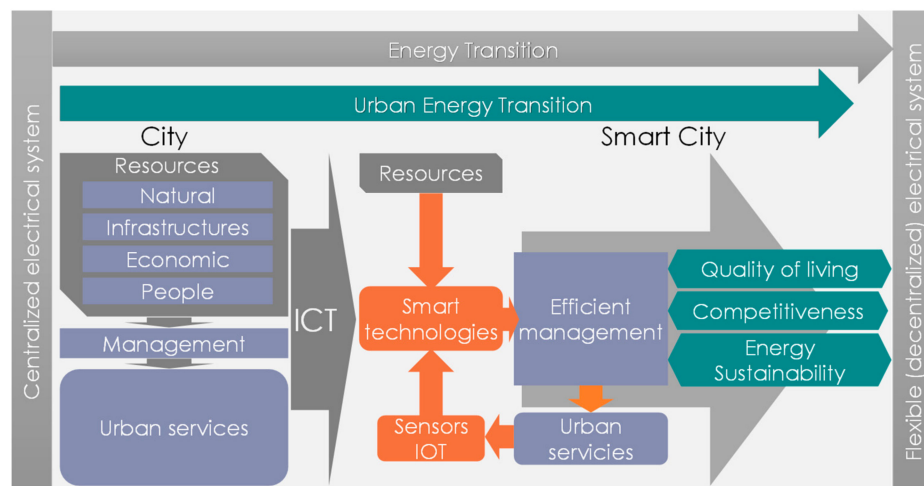 Energy Transition
Urban Energy Transition
City
Smart City
Centralized electrical system
Resources
Natural
Infrastructures
Economic
People
Management
Urban services
ICT
Resources
Smart
technologies
Sensors
IOT
Efficient
management
Urban
servicies
Quality of living
Competitiveness
Energy
Sustainability
Flexible (decentralized) electrical system